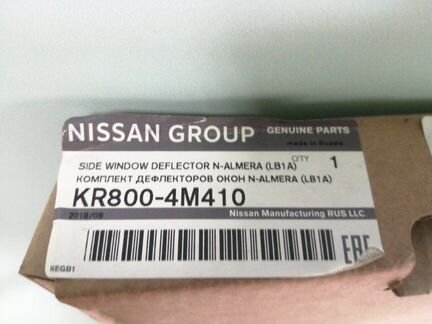 NISSAN GROUP
GENUINE PARTS
made in Russia
SIDE WINDOW DEFLECTOR N-ALMERA (LB1A) QTY 1
КОМПЛЕКТ ДЕФЛЕКТОРОВ ОКОН N-ALMERA (LB1A)
KR800-4M410
2018/09 Nissan Manufacturing RUS LLC.
EAC
NEGB1